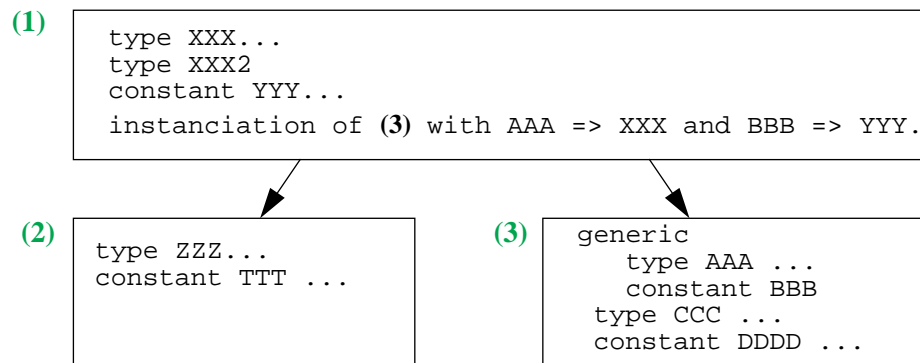 (1)
type XXX...
type XXX2
constant YYY...
instanciation of (3) with AAA => XXX and BBB => YYY.
(2)
type ZZZ...
constant TTT ...
(3)
generic
type AAA ...
constant BBB
type CCC ...
constant DDDD ...